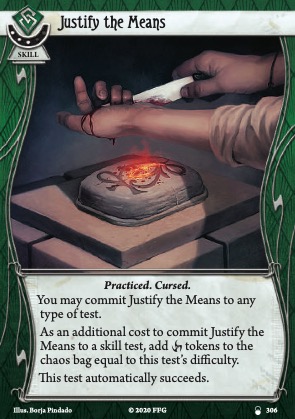 Justify the Means
SKILL
Practiced. Cursed.
You may commit Justify the Means to any
type of test.
As an additional cost to commit Justify the
Means to a skill test, add tokens to the
chaos bag equal to this test's difficulty.
This test automatically succeeds.
Illus. Borja Pindado
© 2020 FFG
306